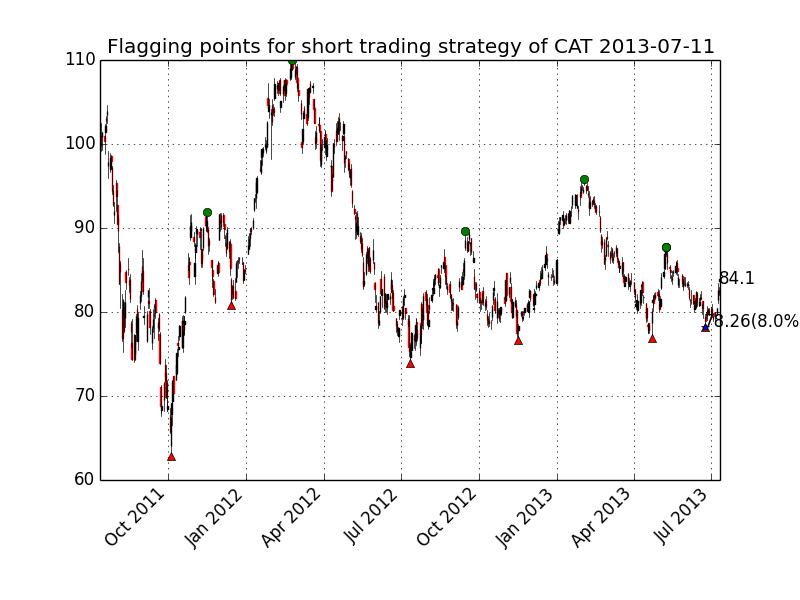 Flagging points for short trading strategy of CAT 2013-07-11
110
100
90
80
70
60
84.1
78.26(8.0%
Oct 2011
Jan 2012
Apr 2012
Jul 2012
Oct 2012
Jan 2013
Apr 2013
Jul 2013